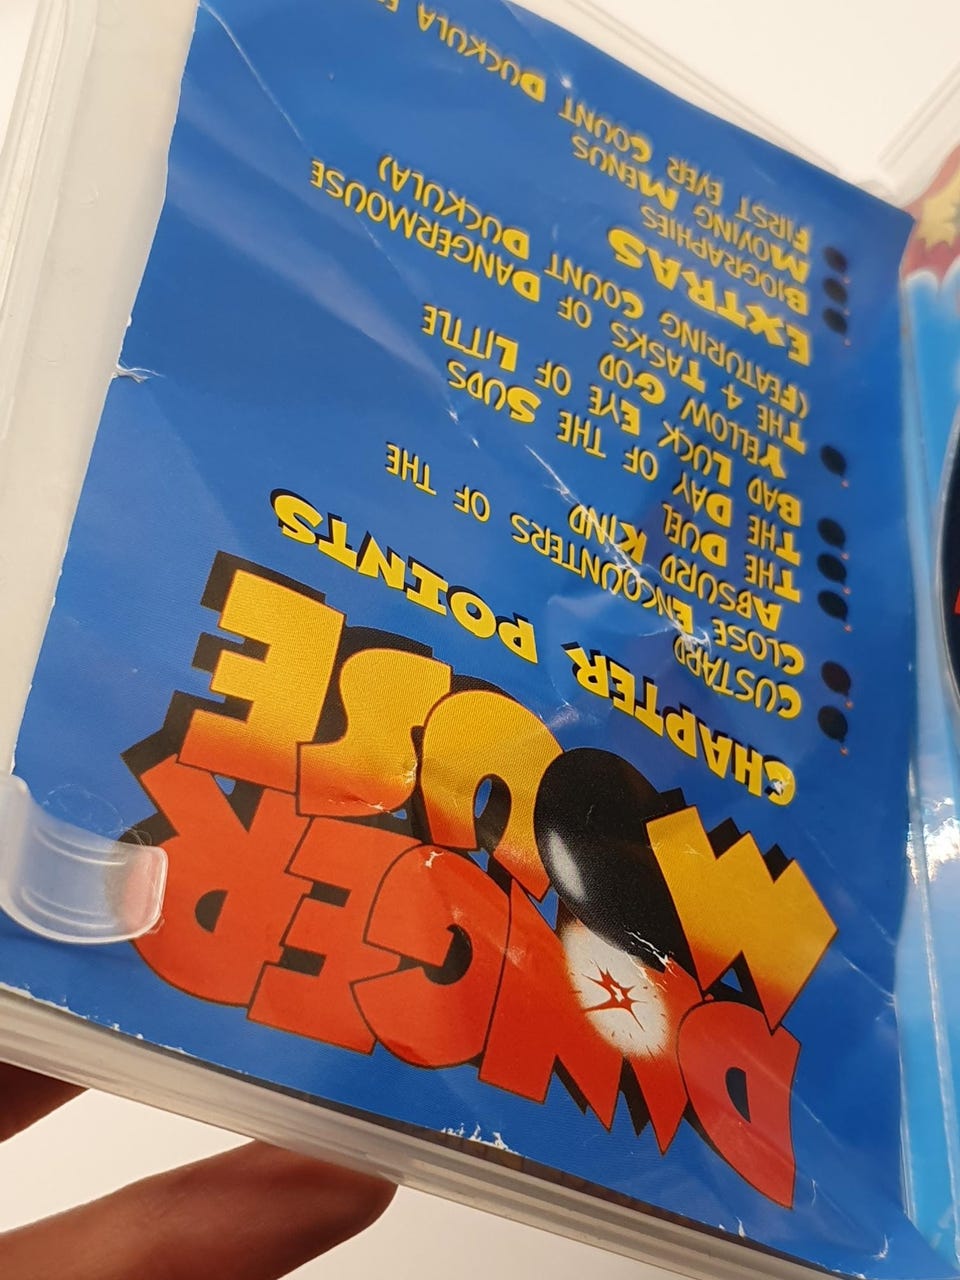 DANGER
MOUSE
CHAPTER POINTS
CUSTARD
CLOSE ENCOUNTERS OF THE
ABSURD KIND
THE DUEL
THE DAY OF THE SUDS
BAD LUCK EYE OF LITTLE
YELLOW GOD
THE 4 TASKS OF DANGERMOUSE
(FEATURING COUNT DUCKULA)
EXTRAS
BIOGRAPHIES
MOVING MENUS
FIRST EVER COUNT DUCKULA